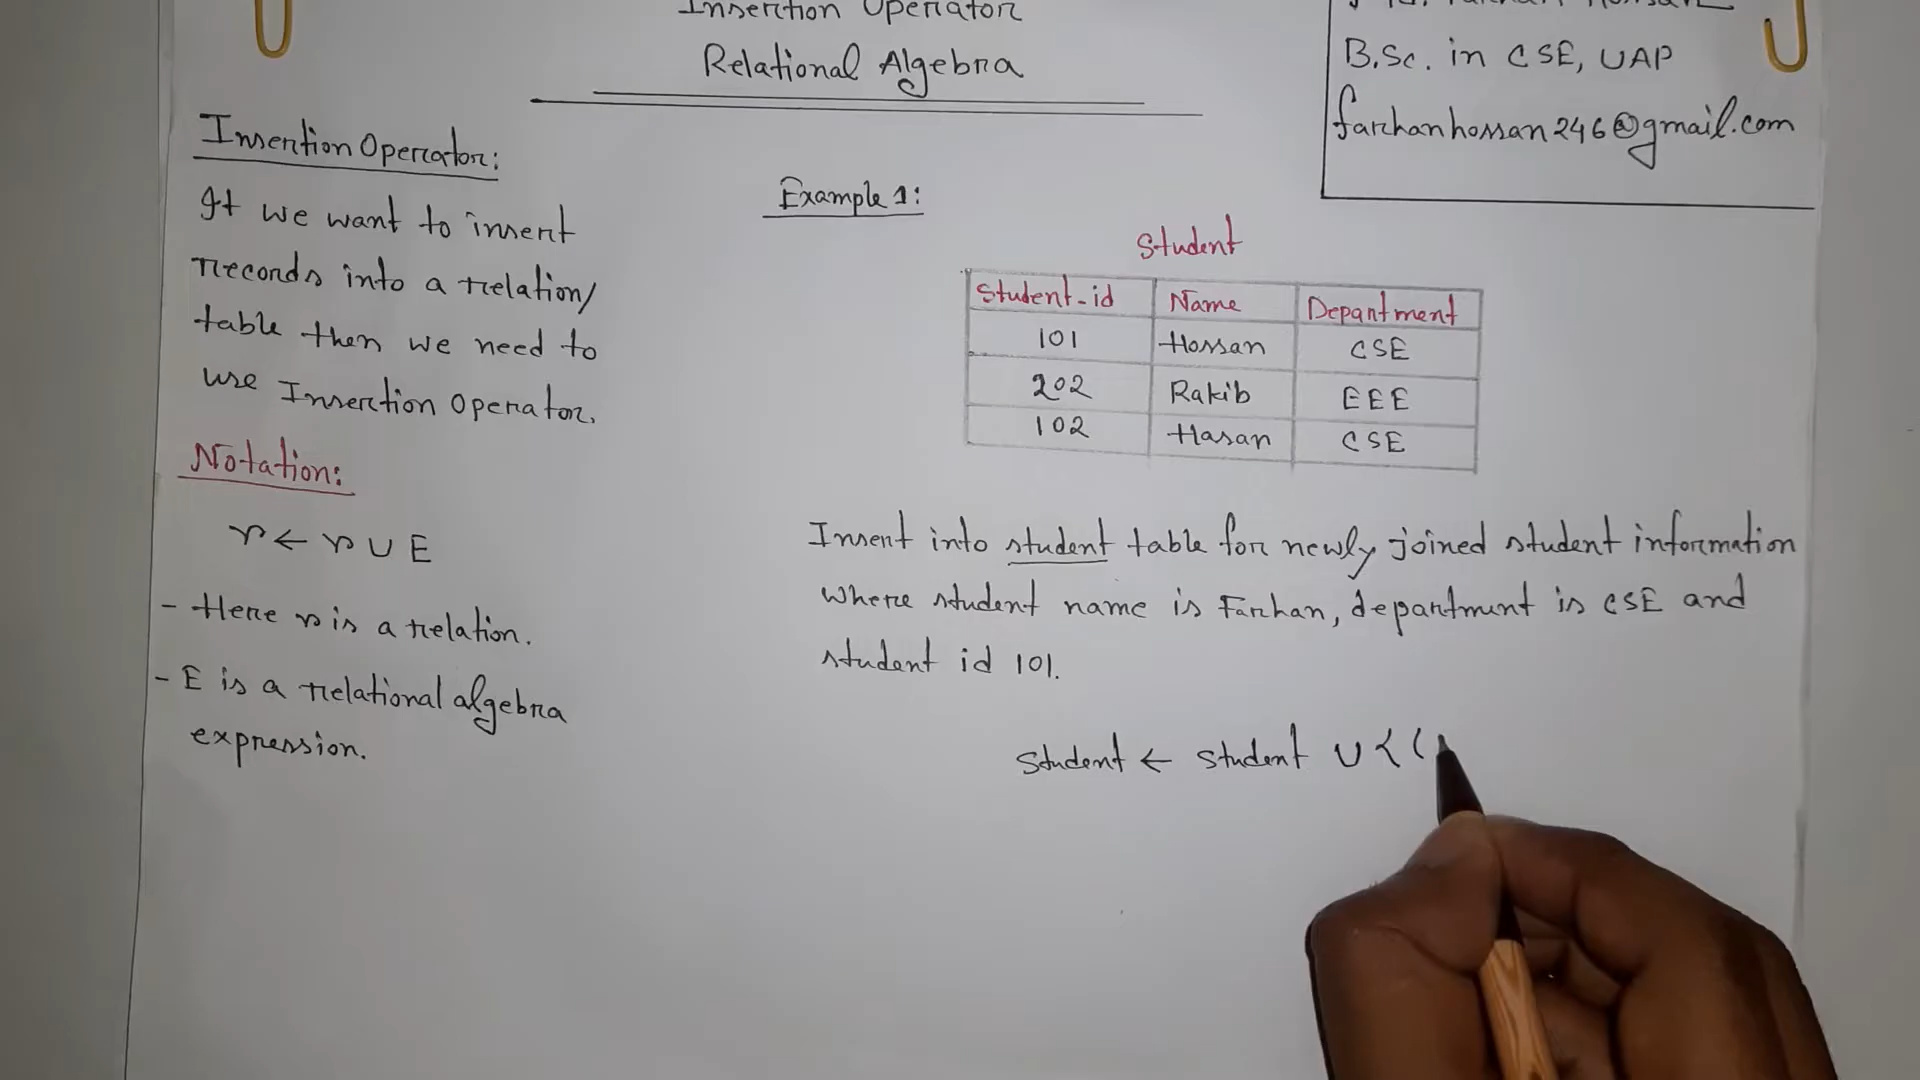 Insertion Operator
Relational Algebra
B.Sc. in CSE, UAP
farhanhossan246@gmail.com
Insertion Operator:
If we want to insert
records into a relation/
table then we need to
use Insertion Operator.
Notation:
r ← r ∪ E
- Here r is a relation.
- E is a relational algebra
expression.
Example 1:
Student
Student-id Name Department
101 Hossan CSE
202 Rakib EEE
102 Hasan CSE
Insert into student table for newly joined student information
where student name is Farhan, department is CSE and
student id 101.
Student ← Student ∪ { (